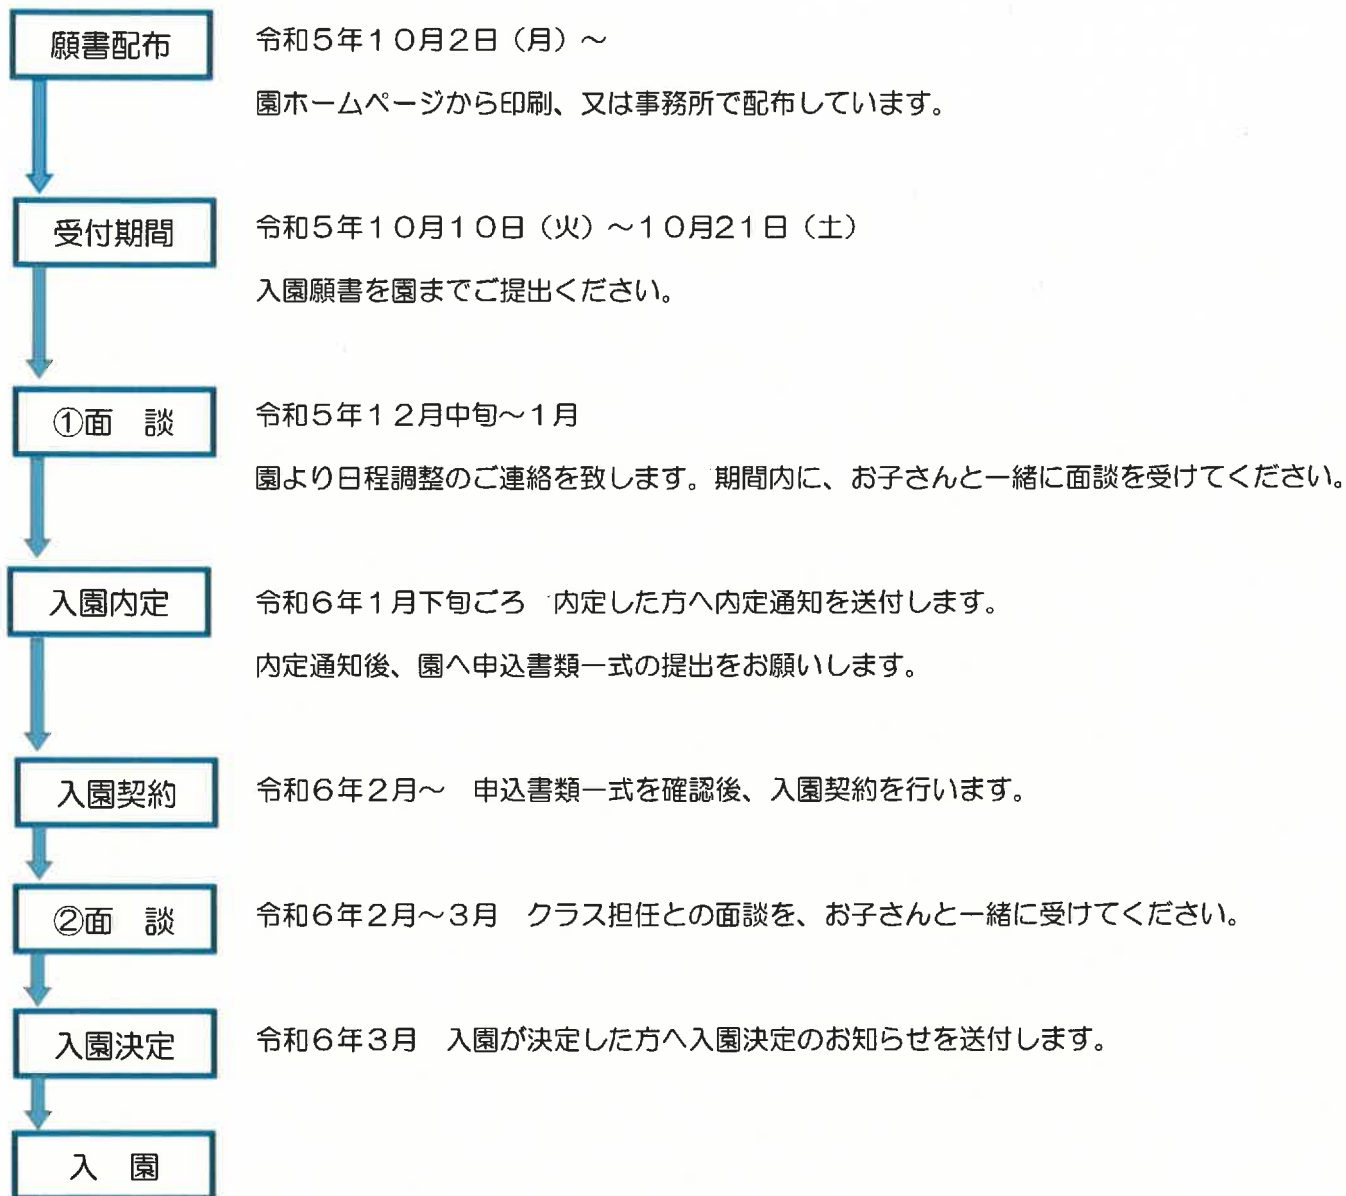 願書配布
令和5年10月2日（月）～
園ホームページから印刷、又は事務所で配布しています。
受付期間
令和5年10月10日（火）～10月21日（土）
入園願書を園までご提出ください。
①面　談
令和5年12月中旬～1月
園より日程調整のご連絡を致します。期間内に、お子さんと一緒に面談を受けてください。
入園内定
令和6年1月下旬ごろ　内定した方へ内定通知を送付します。
内定通知後、園へ申込書類一式の提出をお願いします。
入園契約
令和6年2月～　申込書類一式を確認後、入園契約を行います。
②面　談
令和6年2月～3月　クラス担任との面談を、お子さんと一緒に受けてください。
入園決定
令和6年3月　入園が決定した方へ入園決定のお知らせを送付します。
入　園